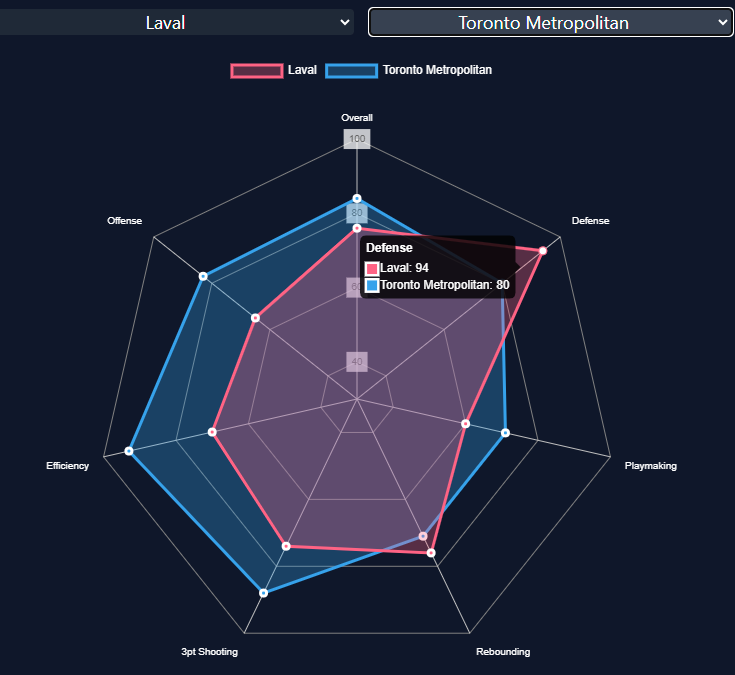 Laval
Toronto Metropolitan
Laval Toronto Metropolitan
Overall
100
Offense
Defense
80
Defense
Laval: 94
60
Toronto Metropolitan: 80
40
Efficiency
Playmaking
3pt Shooting
Rebounding